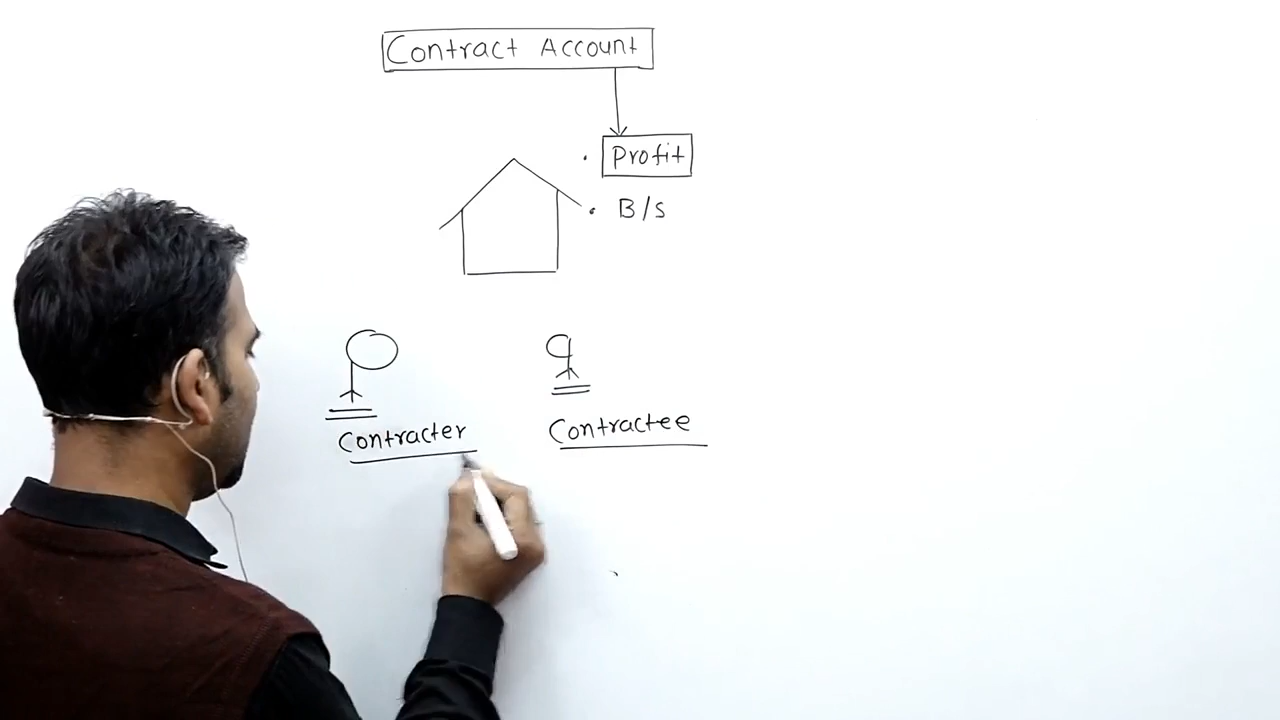 Contract Account
• Profit
• B/S
Contracter
Contractee